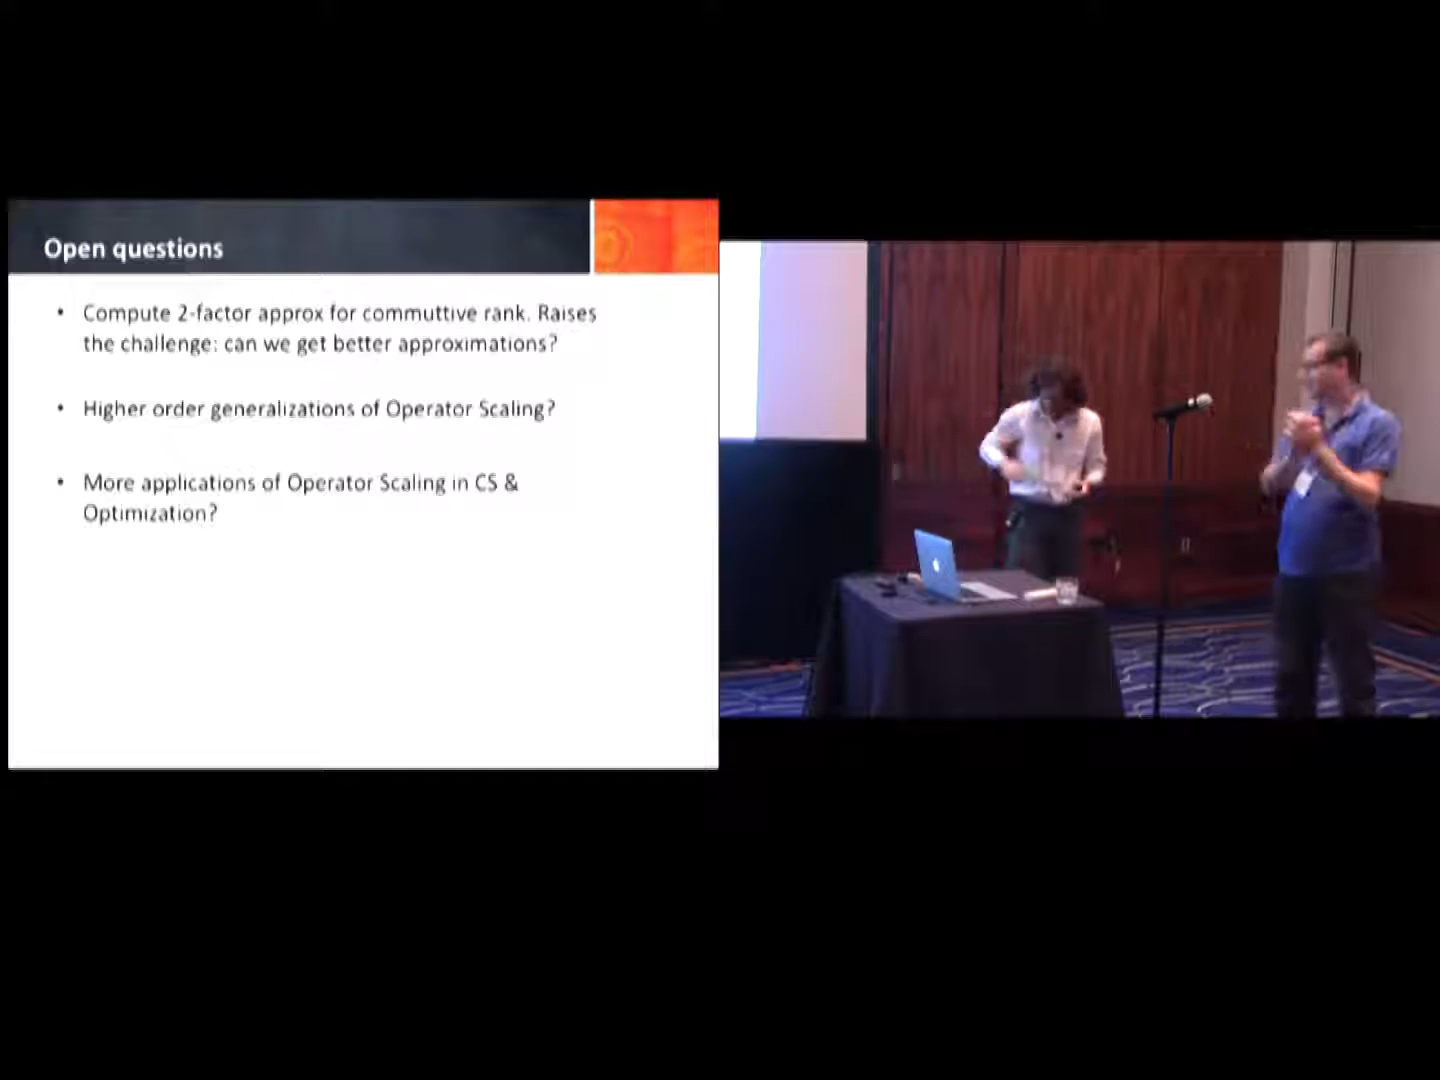 Open questions
• Compute 2-factor approx for commuttive rank. Raises
the challenge: can we get better approximations?
• Higher order generalizations of Operator Scaling?
• More applications of Operator Scaling in CS &
Optimization?